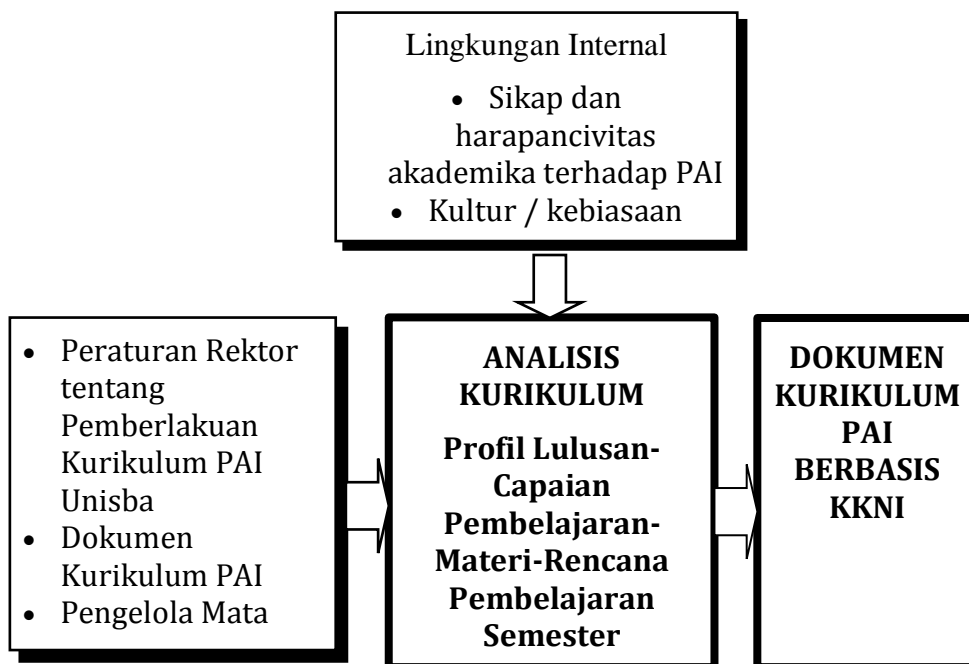 Lingkungan Internal
• Sikap dan
harapancivitas
akademika terhadap PAI
• Kultur / kebiasaan
• Peraturan Rektor
tentang
Pemberlakuan
Kurikulum PAI
Unisba
• Dokumen
Kurikulum PAI
• Pengelola Mata
ANALISIS
KURIKULUM
Profil Lulusan-
Capaian
Pembelajaran-
Materi-Rencana
Pembelajaran
Semester
DOKUMEN
KURIKULUM
PAI
BERBASIS
KKNI